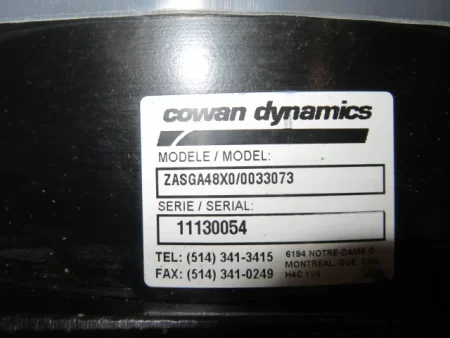 cowan dynamics
MODELE / MODEL:
ZASGA48X0/0033073
SERIE / SERIAL:
11130054
TEL: (514) 341-3415
FAX: (514) 341-0249
6194 NOTRE-DAME O
MONTREAL, QUE. CAN.
H4C 1V4